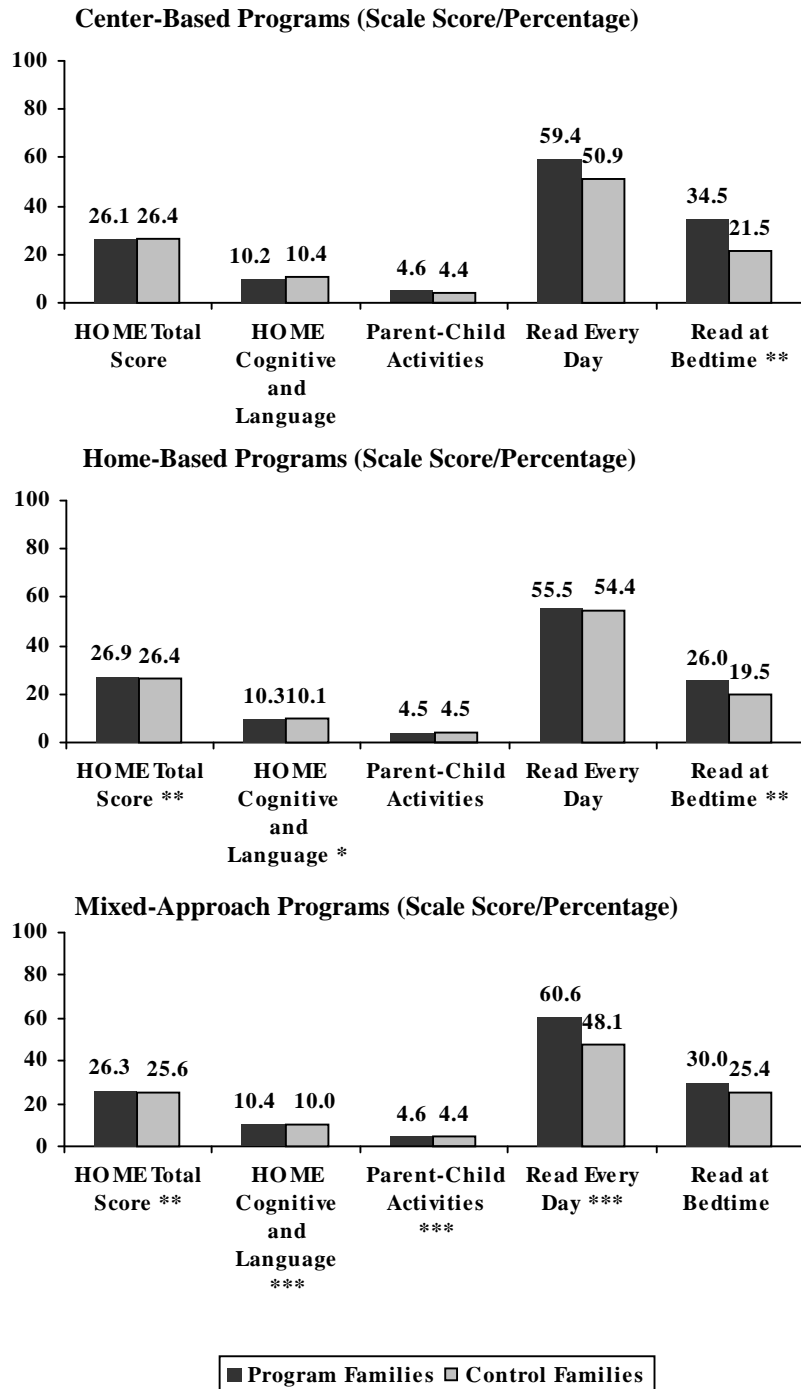 Center-Based Programs (Scale Score/Percentage)
100
80
60
40
20
0
26.1 26.4
10.2 10.4
4.6 4.4
59.4 50.9
34.5 21.5
HOME Total
Score
HOME
Cognitive
and
Language
Parent-Child
Activities
Read Every
Day
Read at
Bedtime **
Home-Based Programs (Scale Score/Percentage)
100
80
60
40
20
0
26.9 26.4
10.3 10.1
4.5 4.5
55.5 54.4
26.0 19.5
HOME Total
Score **
HOME
Cognitive
and
Language *
Parent-Child
Activities
Read Every
Day
Read at
Bedtime **
Mixed-Approach Programs (Scale Score/Percentage)
100
80
60
40
20
0
26.3 25.6
10.4 10.0
4.6 4.4
60.6 48.1
30.0 25.4
HOME Total
Score **
HOME
Cognitive
and
Language
***
Parent-Child
Activities
***
Read Every
Day ***
Read at
Bedtime
Program Families Control Families